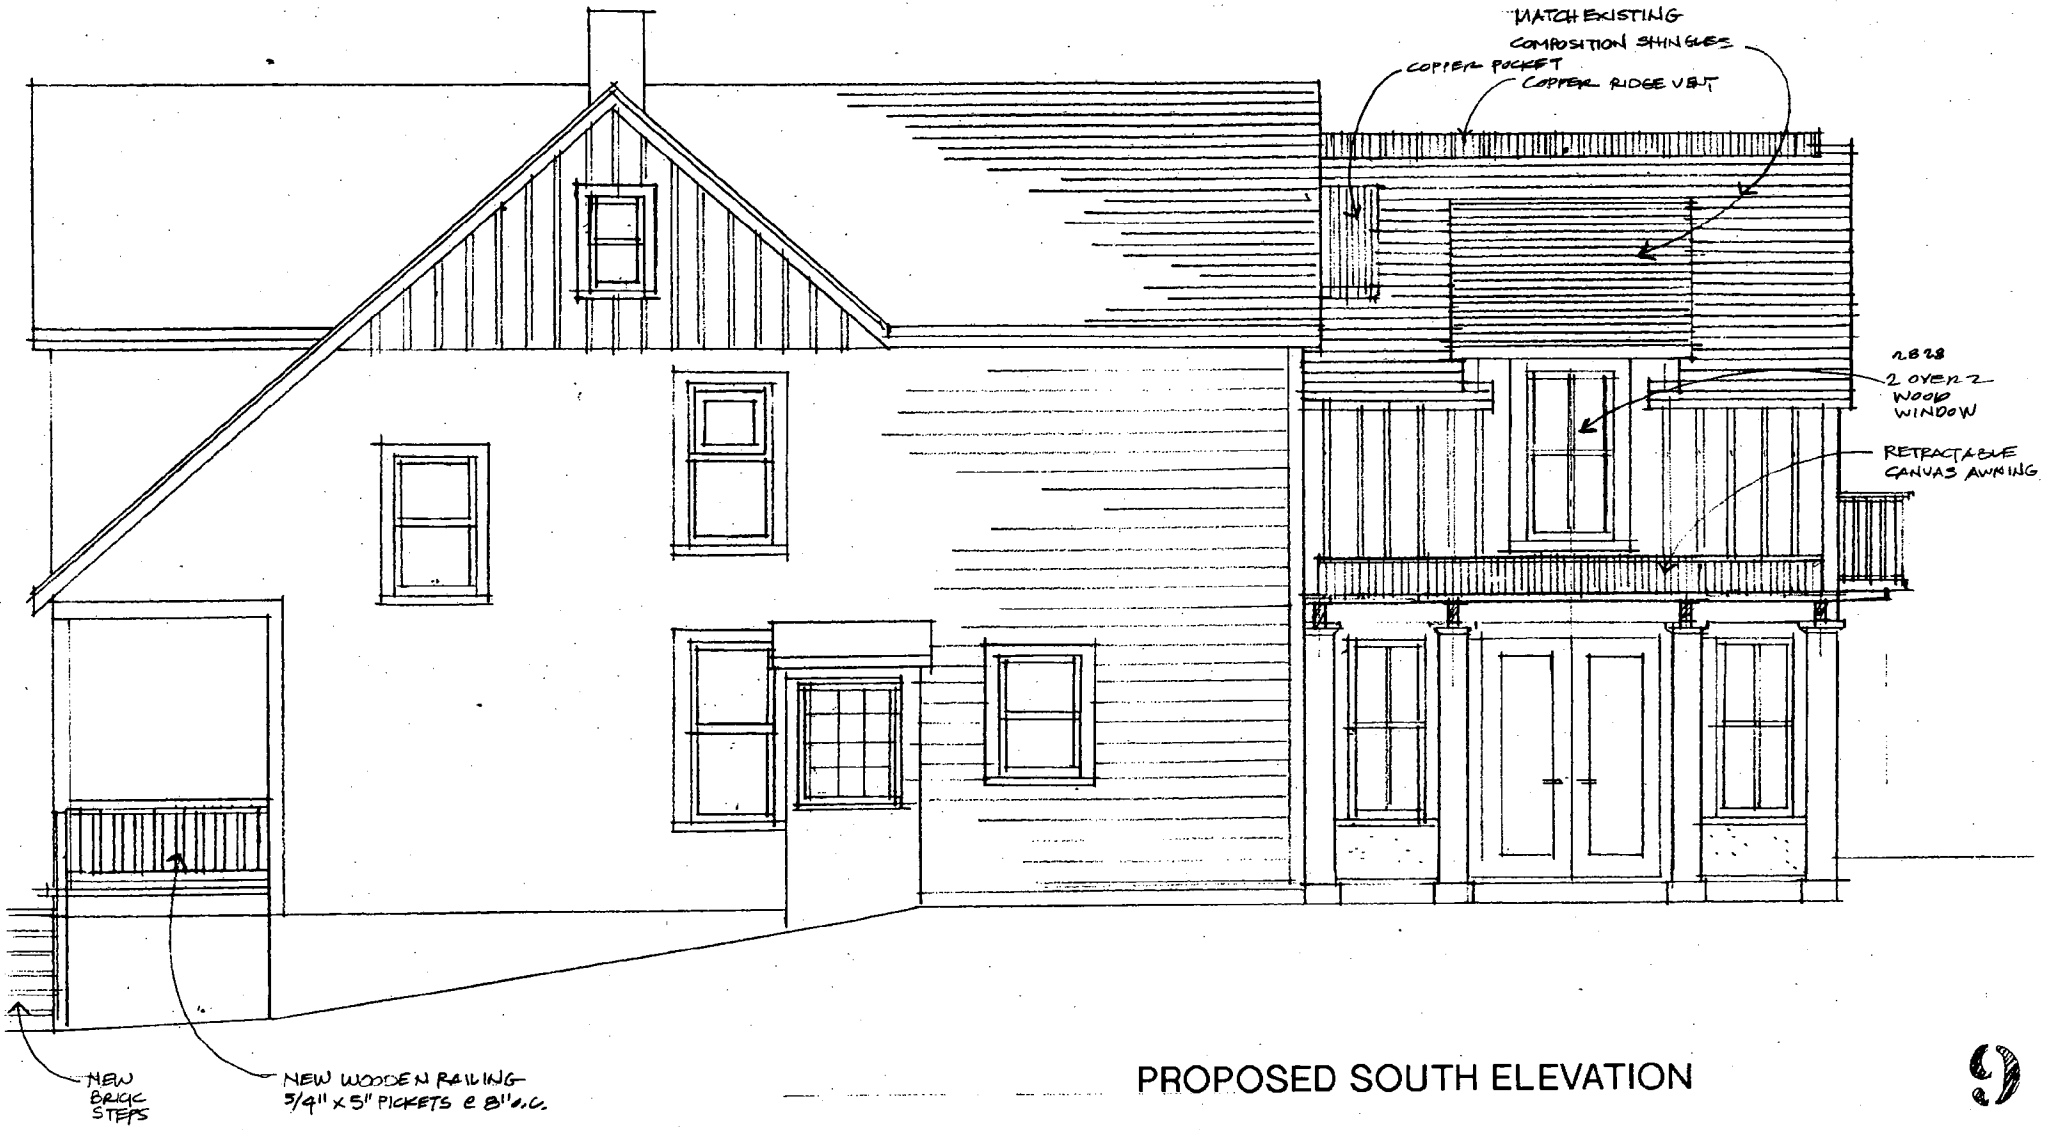 MATCH EXISTING
COMPOSITION SHINGLES
COPPER POCKET
COPPER RIDGE VENT
2828
2 OVER 2
WOOD
WINDOW
RETRACTABLE
CANVAS AWNING
NEW
BRICK
STEPS
NEW WOODEN RAILING
5/4" X 5" PICKETS @ 8" o.c.
PROPOSED SOUTH ELEVATION
9